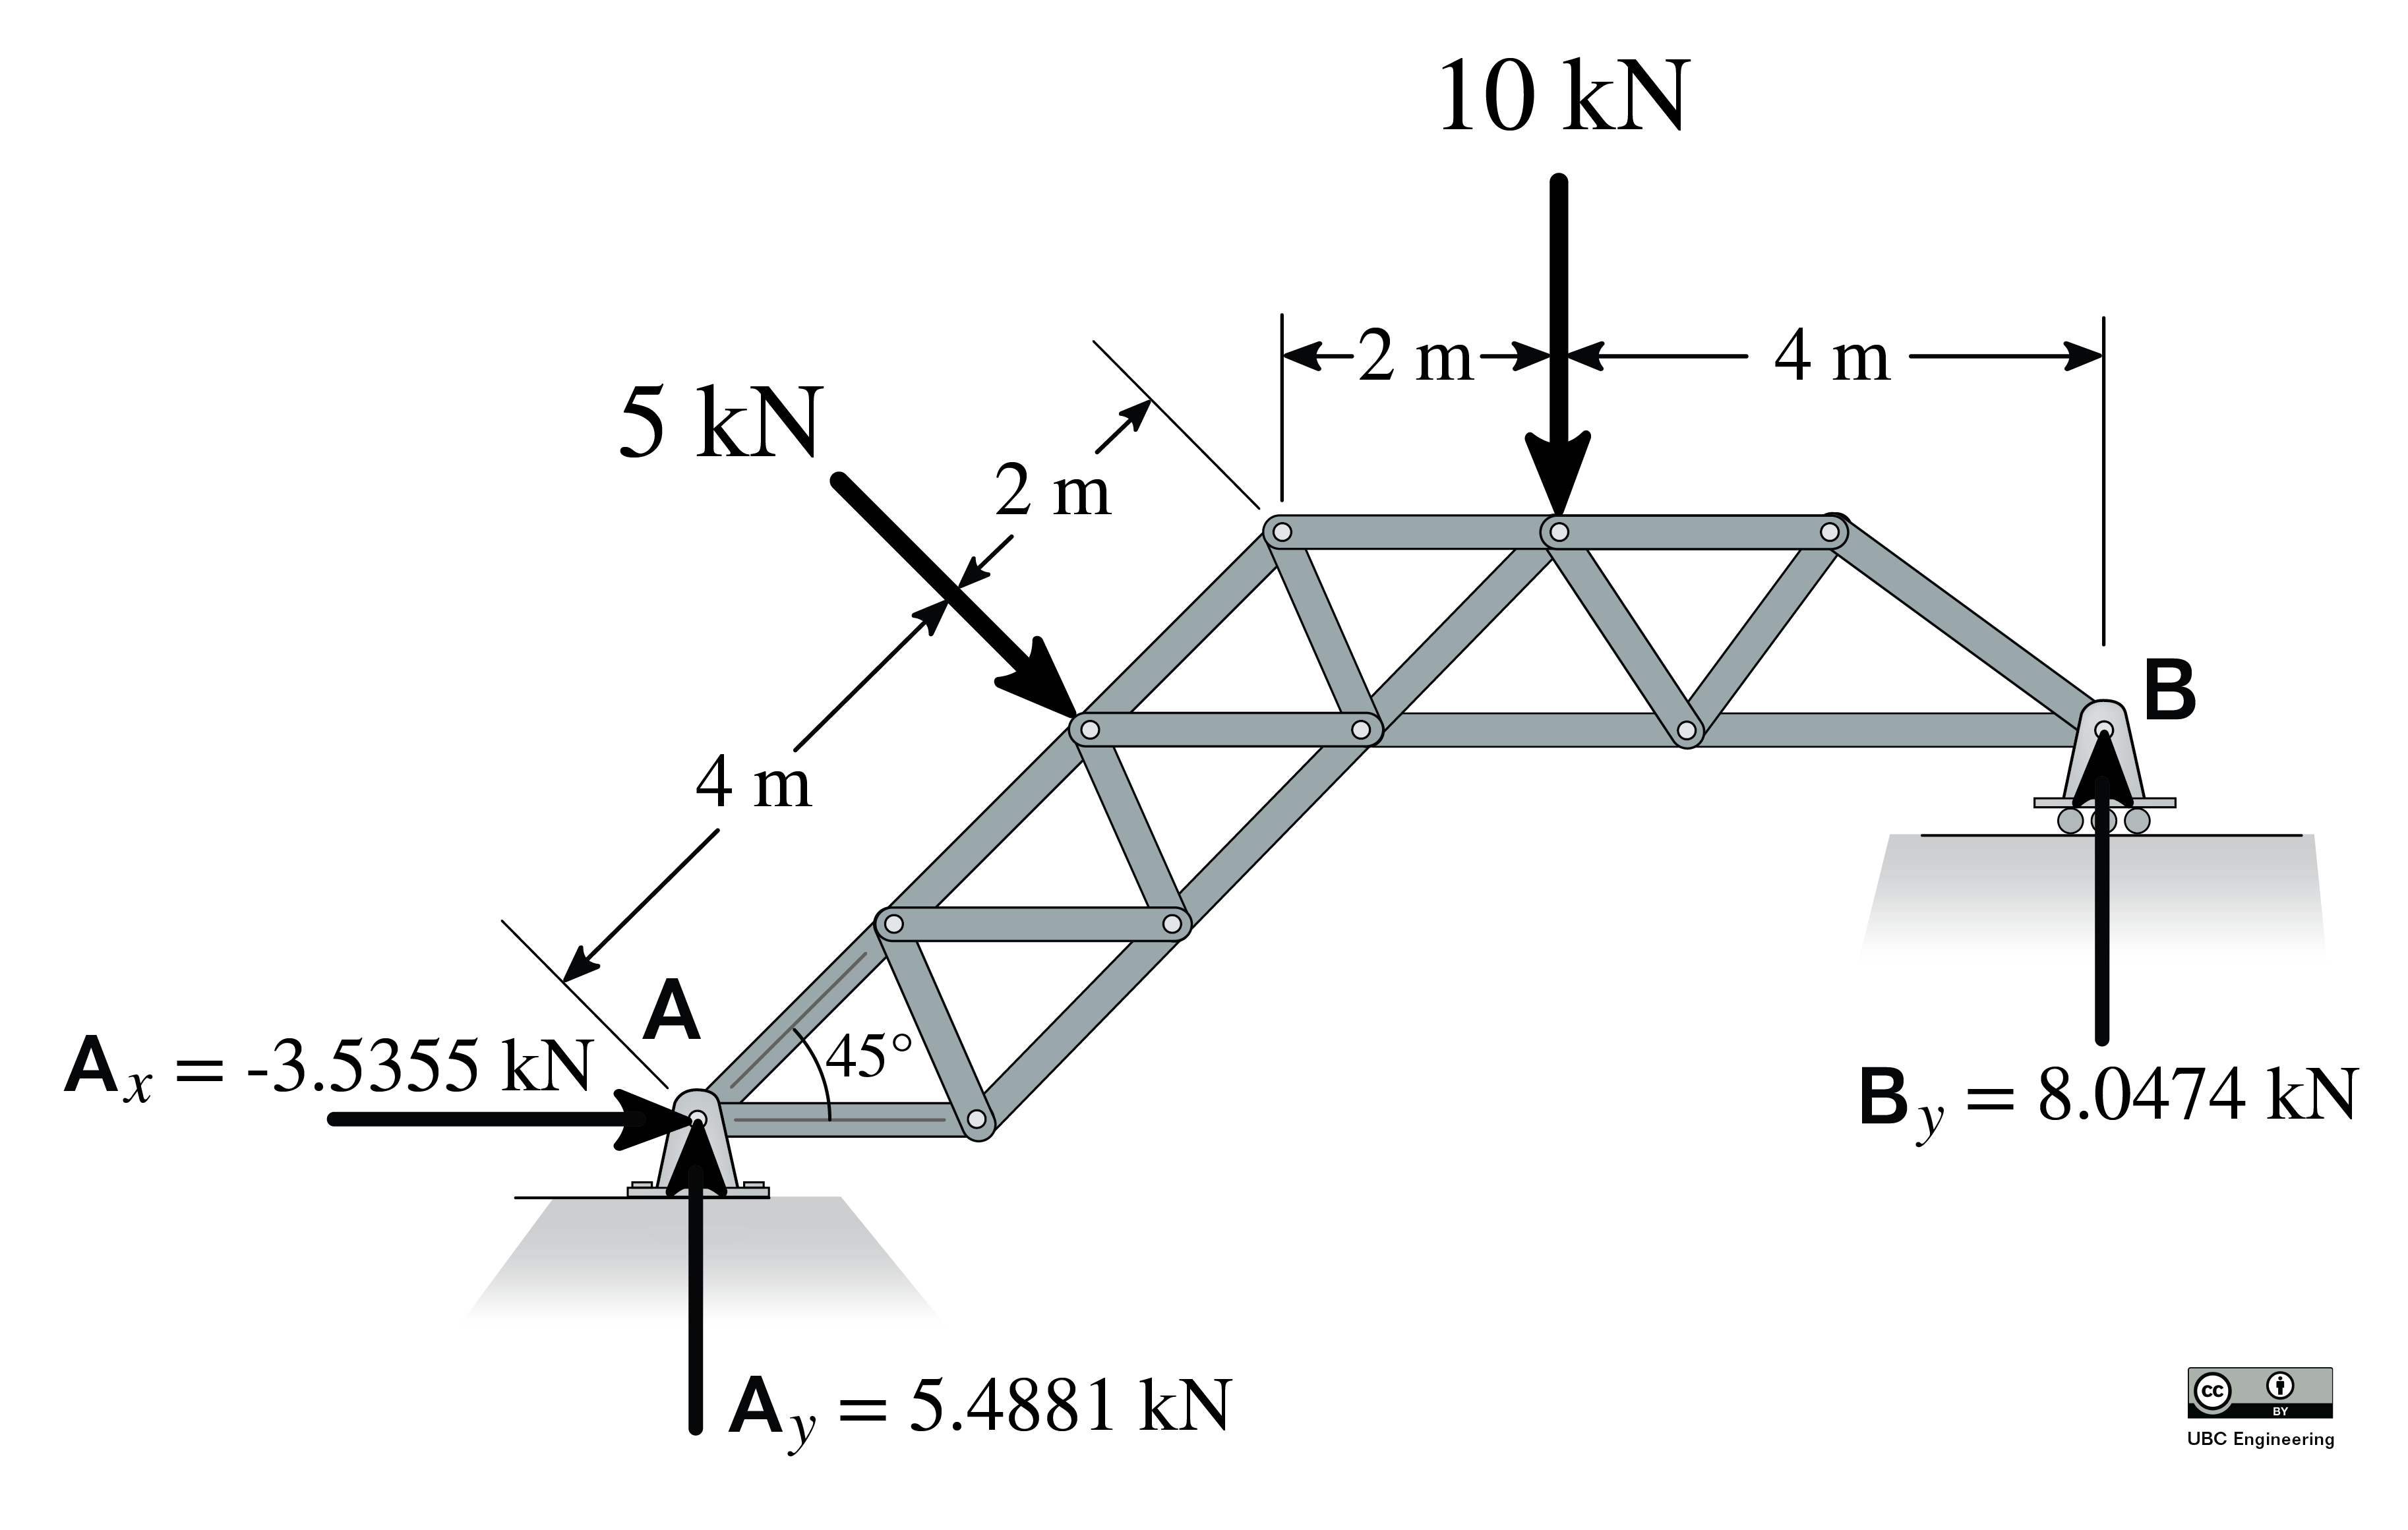 10 kN
2 m
4 m
5 kN
2 m
4 m
B
A
45°
A_x = -3.5355 kN
B_y = 8.0474 kN
A_y = 5.4881 kN
cc
BY
UBC Engineering